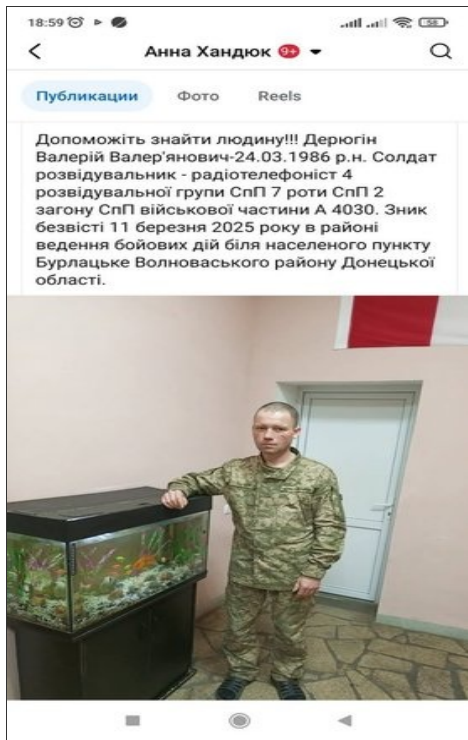 18:59
58
Анна Хандюк 9+
Публикации Фото Reels
Допоможіть знайти людину!!! Дерюгін
Валерій Валер'янович-24.03.1986 р.н. Солдат
розвідувальник - радіотелефоніст 4
розвідувальної групи СпП 7 роти СпП 2
загону СпП військової частини А 4030. Зник
безвісті 11 березня 2025 року в районі
ведення бойових дій біля населеного пункту
Бурлацьке Волноваського району Донецької
області.